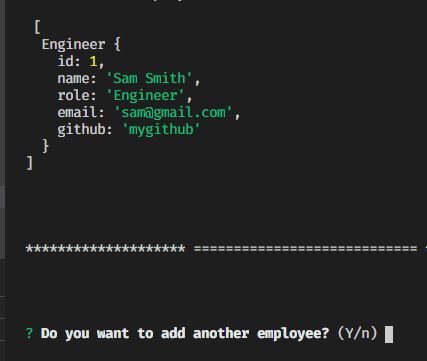 [
Engineer {
id: 1,
name: 'Sam Smith',
role: 'Engineer',
email: 'sam@gmail.com',
github: 'mygithub'
}
]
******************** ============================
? Do you want to add another employee? (Y/n)